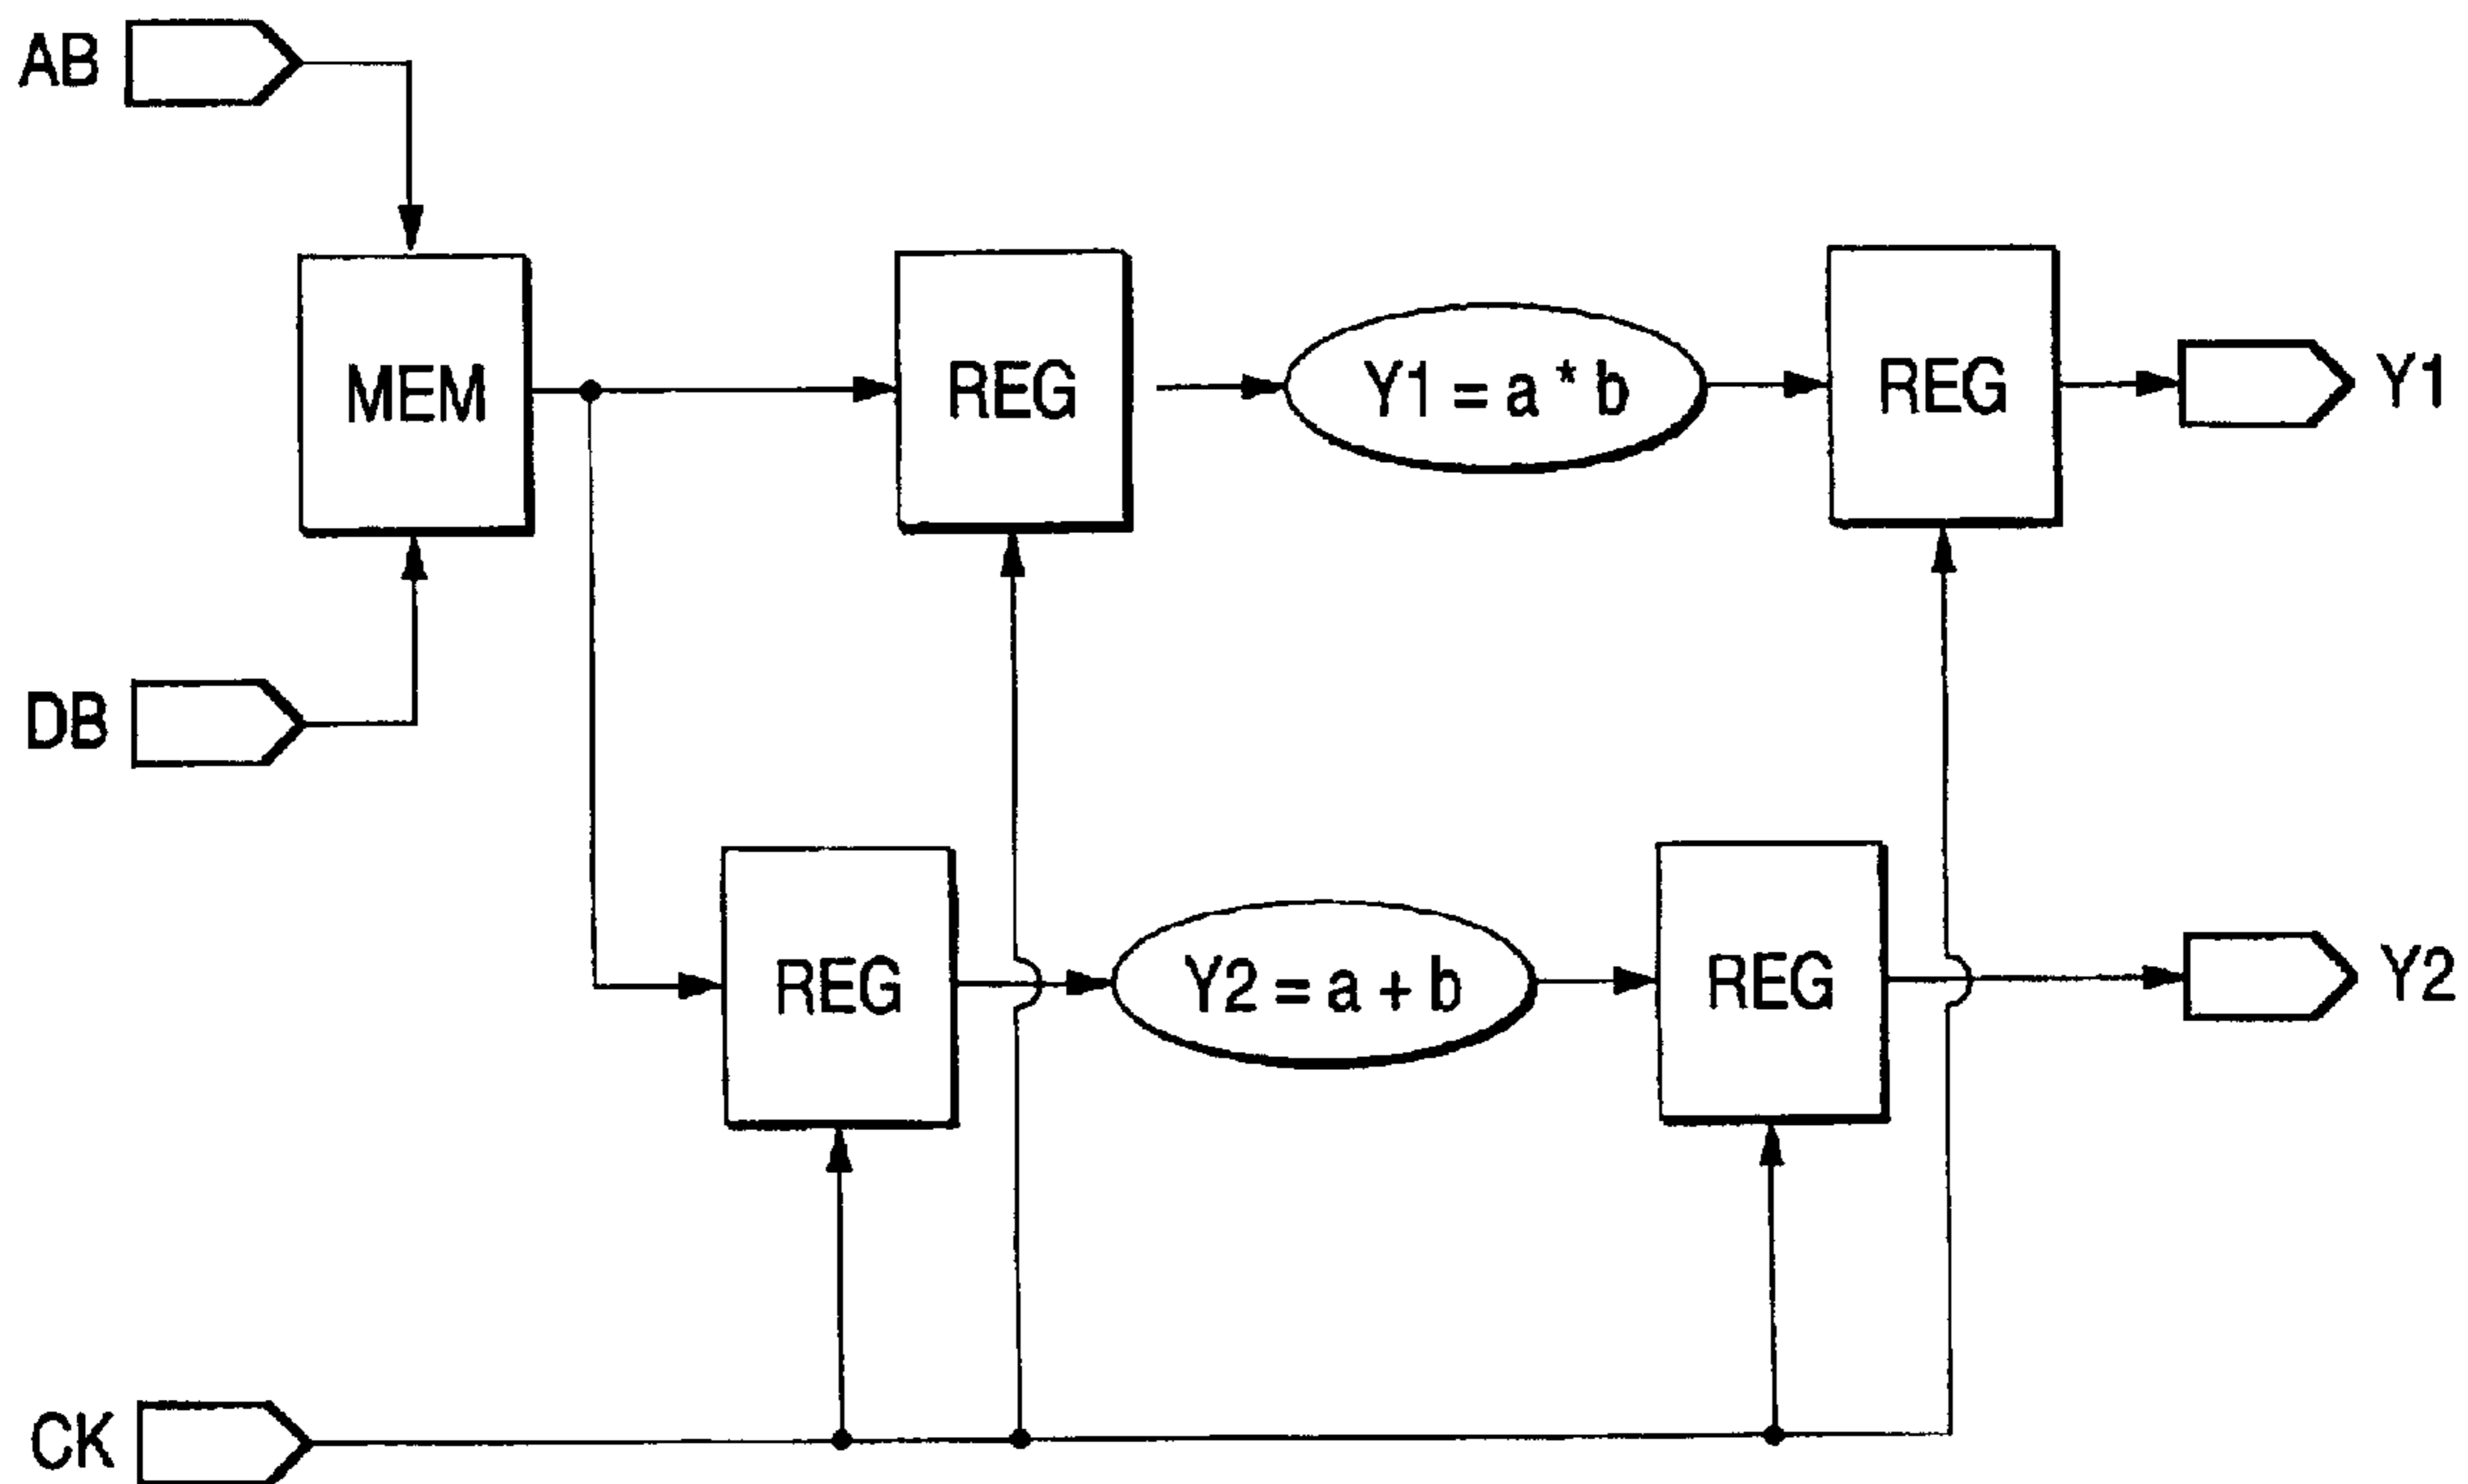 AB
MEM
REG
Y1 = a * b
REG
Y1
DB
REG
Y2 = a + b
REG
Y2
CK